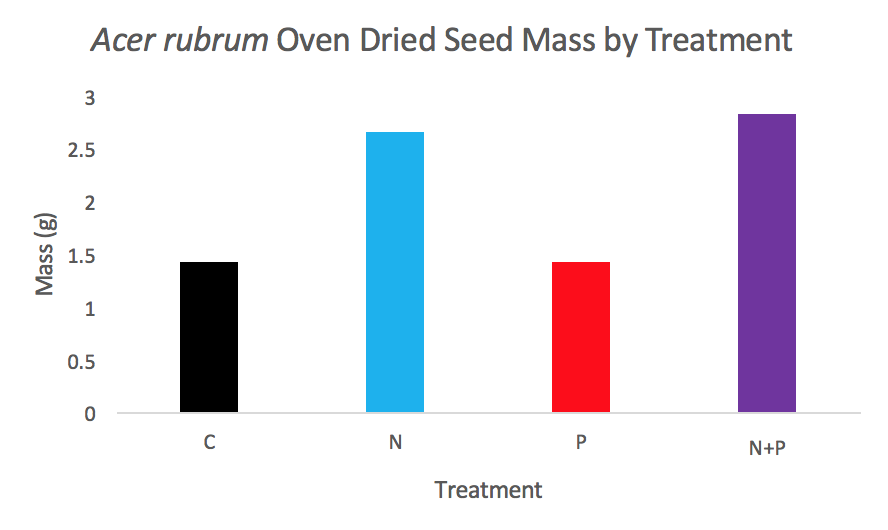 Acer rubrum Oven Dried Seed Mass by Treatment
3
2.5
2
1.5
1
0.5
0
Mass (g)
C N P N+P
Treatment